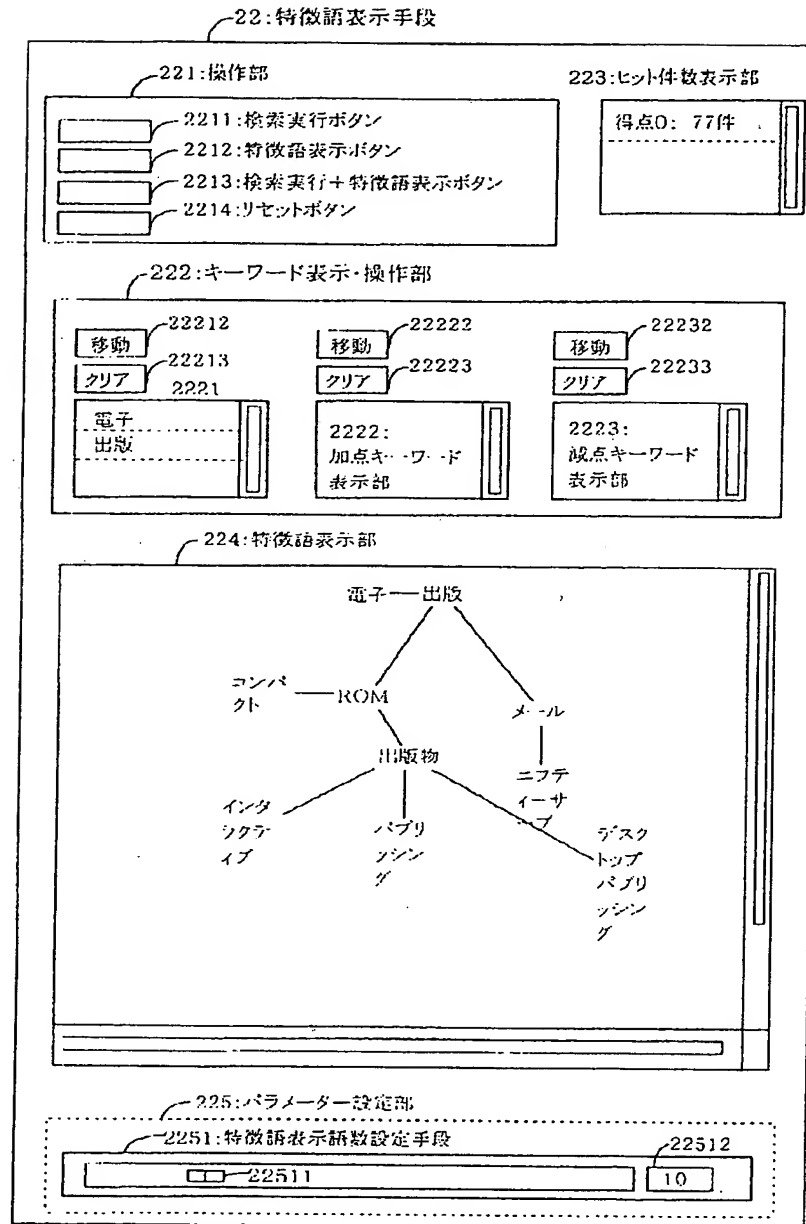 22:特徴語表示手段
221:操作部
223:ヒット件数表示部
2211:検索実行ボタン
2212:特徴語表示ボタン
2213:検索実行+特徴語表示ボタン
2214:リセットボタン
得点0: 77件
222:キーワード表示・操作部
移動
22212
クリア
22213
2221
電子
出版
移動
22222
クリア
22223
2222:
加点キーワード
表示部
移動
22232
クリア
22233
2223:
減点キーワード
表示部
224:特徴語表示部
電子
出版
コンパ
クト
ROM
メール
出版物
ニフテ
ィーサ
ーブ
インタ
ラクテ
ィブ
パブリ
ッシン
グ
デスク
トップ
パブリ
ッシン
グ
225:パラメーター設定部
2251:特徴語表示語数設定手段
22511
22512
10